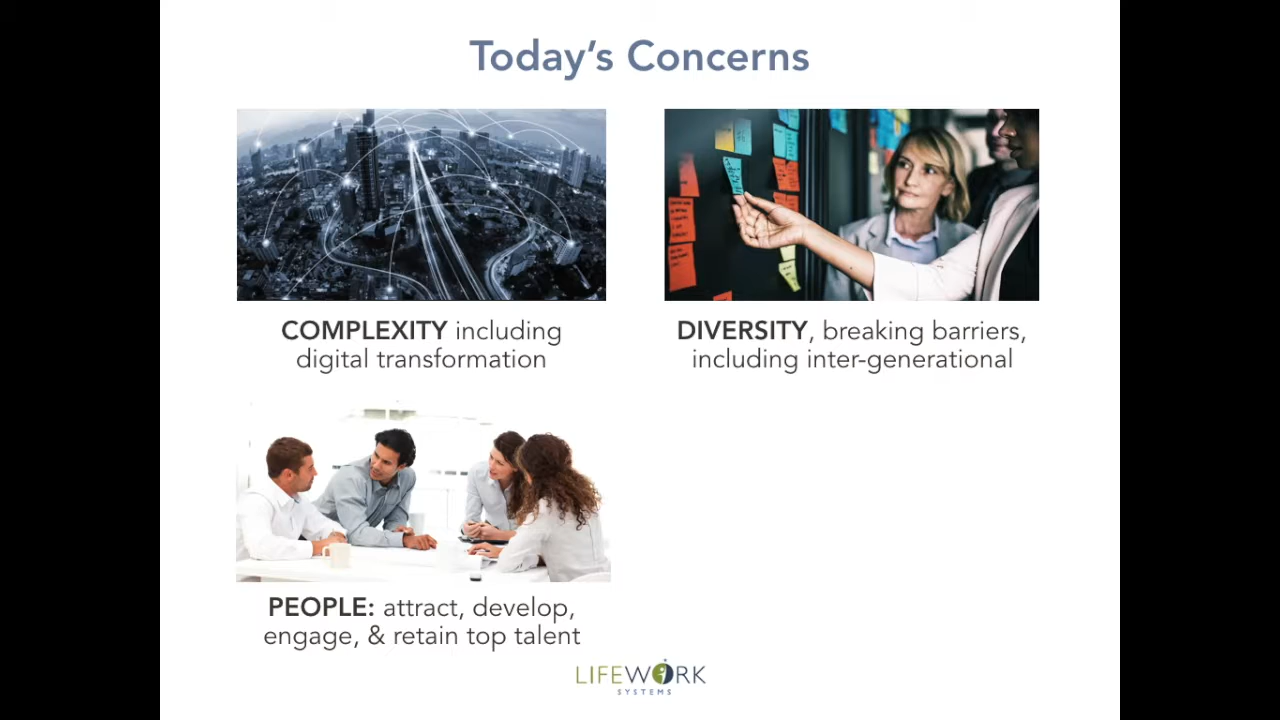 Today's Concerns
COMPLEXITY including
digital transformation
DIVERSITY, breaking barriers,
including inter-generational
PEOPLE: attract, develop,
engage, & retain top talent
LIFEWORK
SYSTEMS